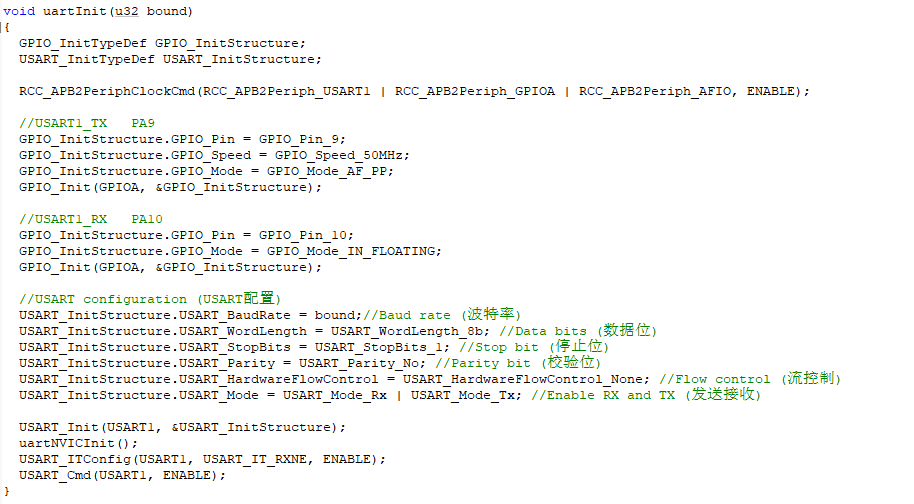 void uartInit(u32 bound)
{
GPIO_InitTypeDef GPIO_InitStructure;
USART_InitTypeDef USART_InitStructure;
RCC_APB2PeriphClockCmd(RCC_APB2Periph_USART1 | RCC_APB2Periph_GPIOA | RCC_APB2Periph_AFIO, ENABLE);
//USART1_TX   PA9
GPIO_InitStructure.GPIO_Pin = GPIO_Pin_9;
GPIO_InitStructure.GPIO_Speed = GPIO_Speed_50MHz;
GPIO_InitStructure.GPIO_Mode = GPIO_Mode_AF_PP;
GPIO_Init(GPIOA, &GPIO_InitStructure);
//USART1_RX   PA10
GPIO_InitStructure.GPIO_Pin = GPIO_Pin_10;
GPIO_InitStructure.GPIO_Mode = GPIO_Mode_IN_FLOATING;
GPIO_Init(GPIOA, &GPIO_InitStructure);
//USART configuration (USART配置)
USART_InitStructure.USART_BaudRate = bound;//Baud rate (波特率)
USART_InitStructure.USART_WordLength = USART_WordLength_8b; //Data bits (数据位)
USART_InitStructure.USART_StopBits = USART_StopBits_1; //Stop bit (停止位)
USART_InitStructure.USART_Parity = USART_Parity_No; //Parity bit (校验位)
USART_InitStructure.USART_HardwareFlowControl = USART_HardwareFlowControl_None; //Flow control (流控制)
USART_InitStructure.USART_Mode = USART_Mode_Rx | USART_Mode_Tx; //Enable RX and TX (发送接收)
USART_Init(USART1, &USART_InitStructure);
uartNVICInit();
USART_ITConfig(USART1, USART_IT_RXNE, ENABLE);
USART_Cmd(USART1, ENABLE);
}